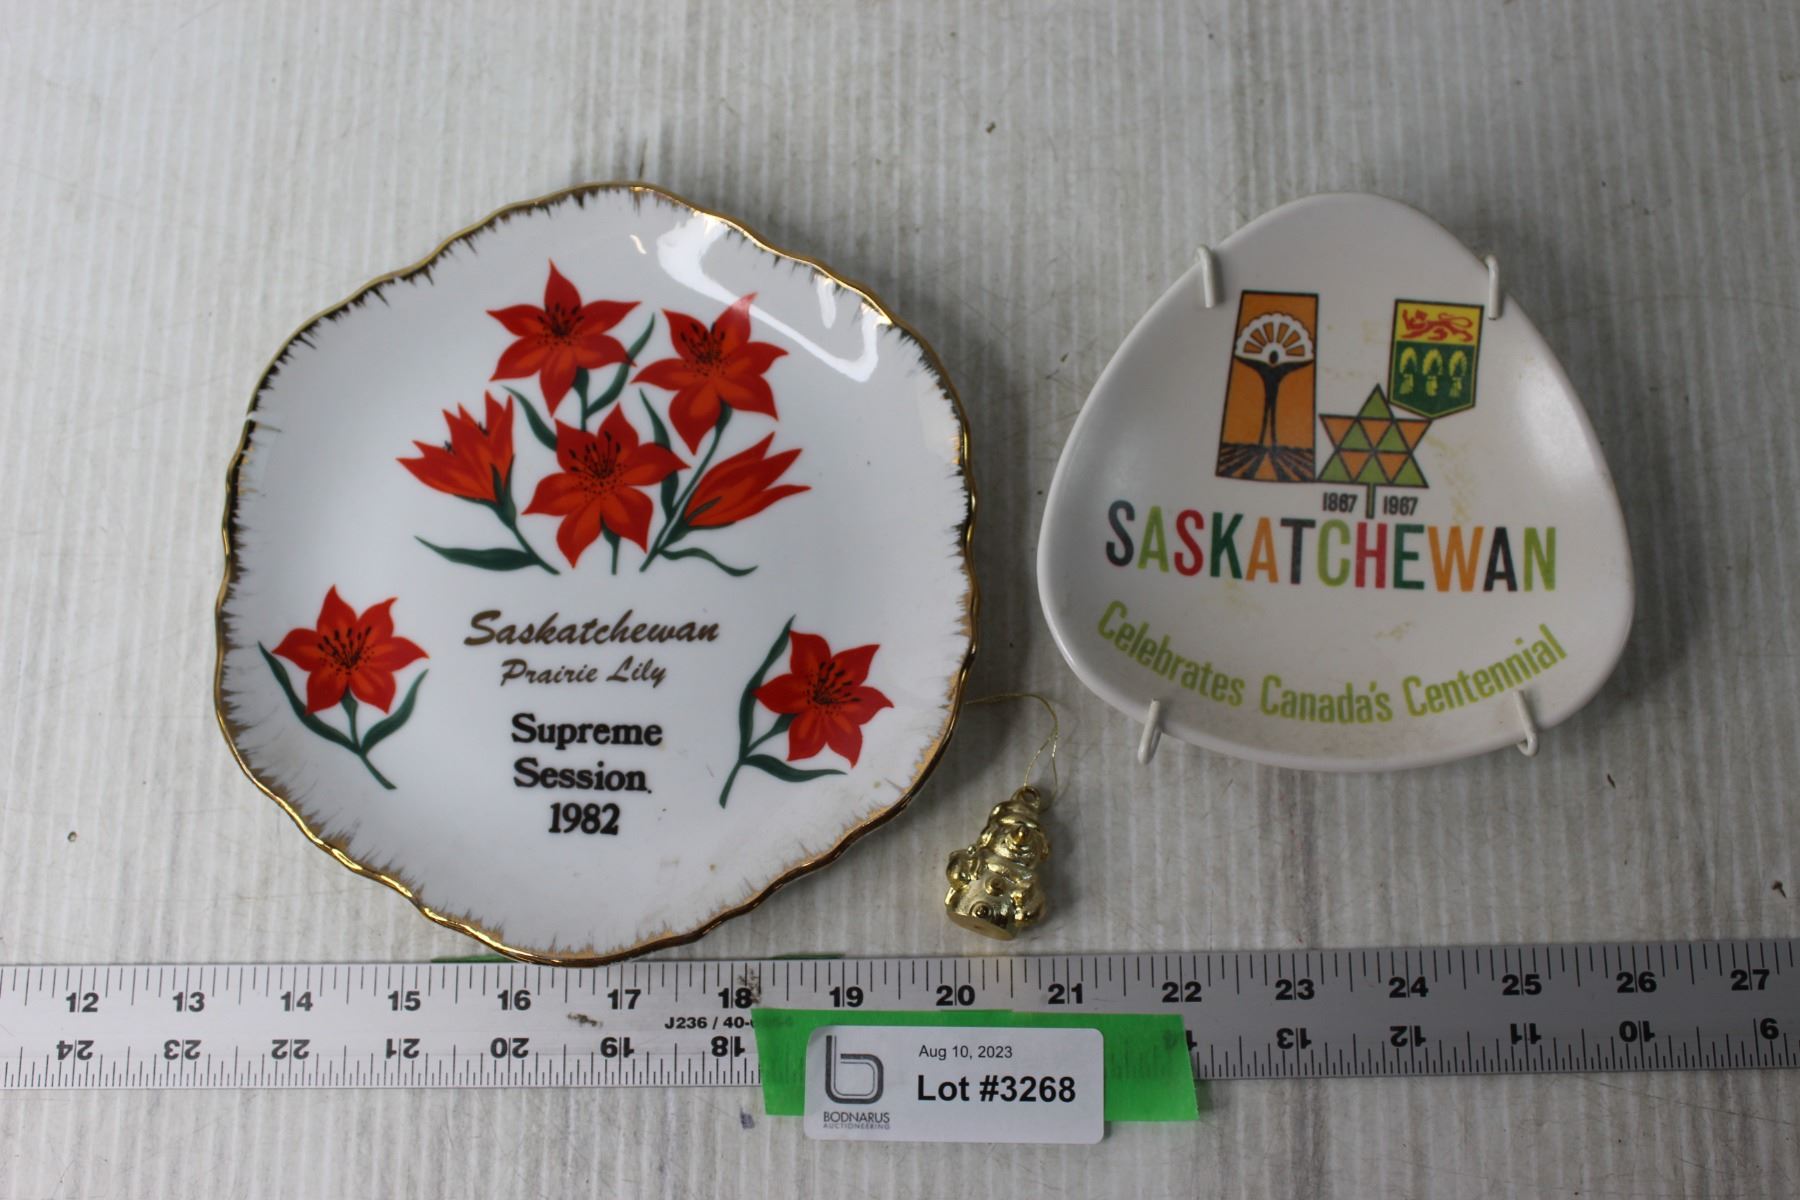 Saskatchewan
Prairie Lily
Supreme
Session
1982
1867 1967
SASKATCHEWAN
Celebrates Canada's Centennial
12 13 14 15 16 17 18 19 20 21 22 23 24 25 26 27
J236 / 40-
24 23 22 21 20 19 18 14 13 12 11 10 9
Aug 10, 2023
Lot #3268
BODNARUS
AUCTIONEERING